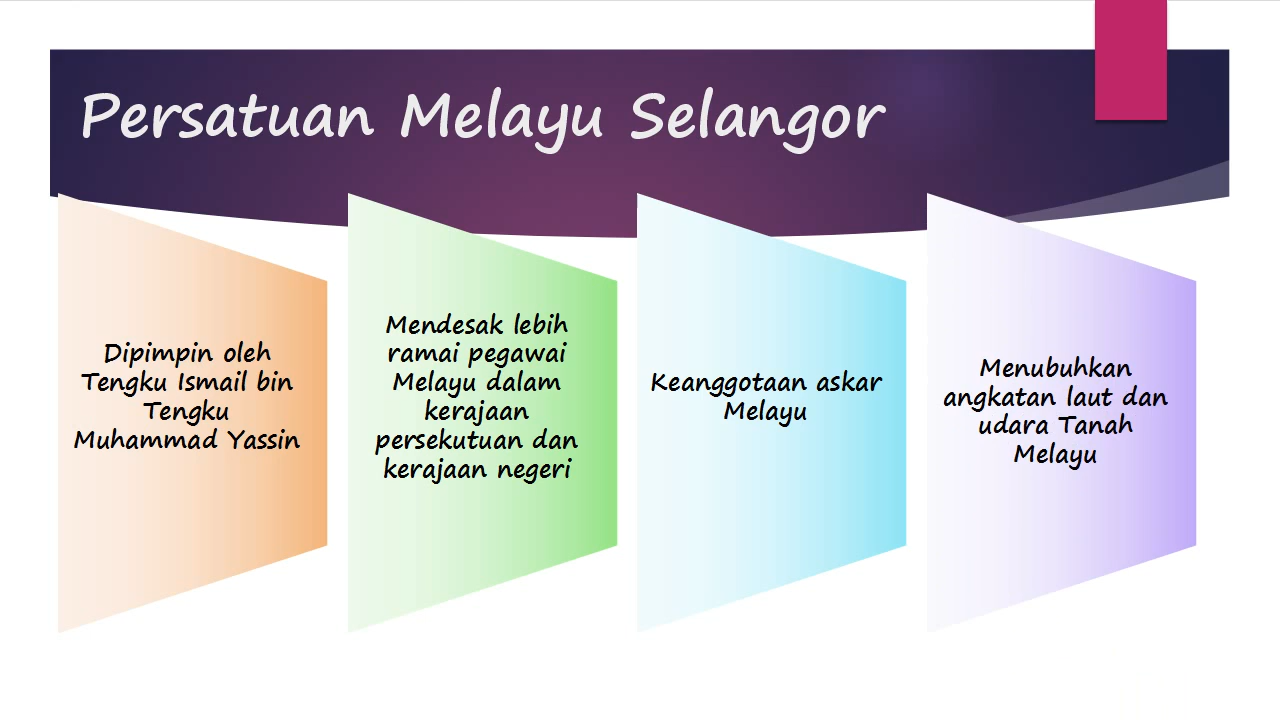 Persatuan Melayu Selangor
Dipimpin oleh
Tengku Ismail bin
Tengku
Muhammad Yassin
Mendesak lebih
ramai pegawai
Melayu dalam
kerajaan
persekutuan dan
kerajaan negeri
Keanggotaan askar
Melayu
Menubuhkan
angkatan laut dan
udara Tanah
Melayu